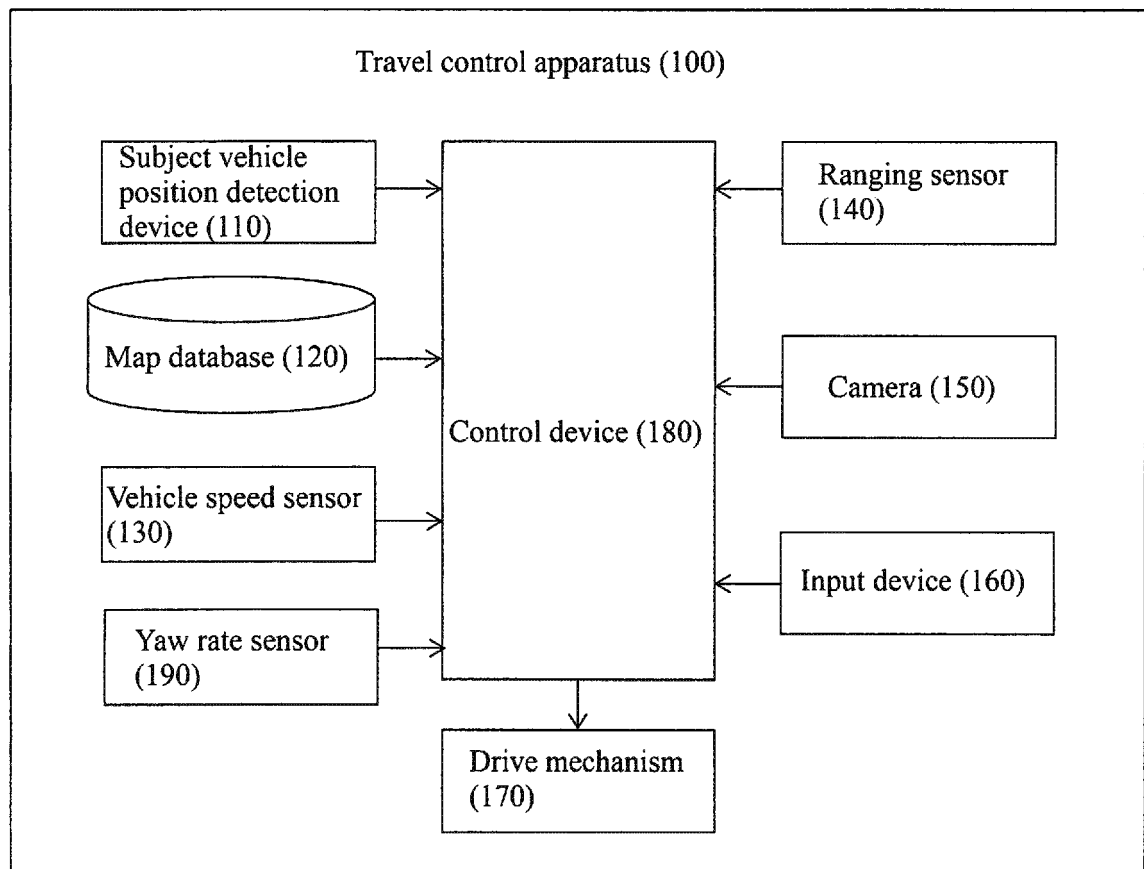 Travel control apparatus (100)
Subject vehicle
position detection
device (110)
Map database (120)
Vehicle speed sensor
(130)
Yaw rate sensor
(190)
Control device (180)
Drive mechanism
(170)
Ranging sensor
(140)
Camera (150)
Input device (160)